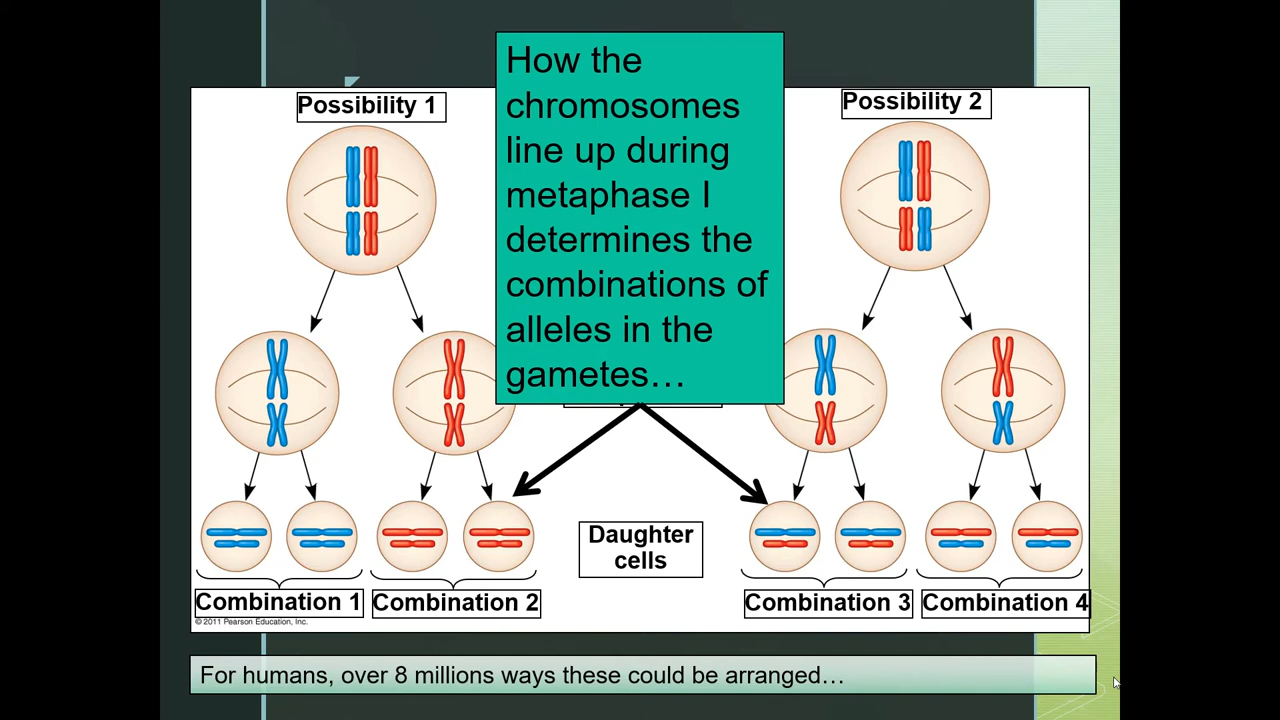 Possibility 1
How the
chromosomes
line up during
metaphase I
determines the
combinations of
alleles in the
gametes…
Possibility 2
Daughter
cells
Combination 1
Combination 2
Combination 3
Combination 4
© 2011 Pearson Education, Inc.
For humans, over 8 millions ways these could be arranged…